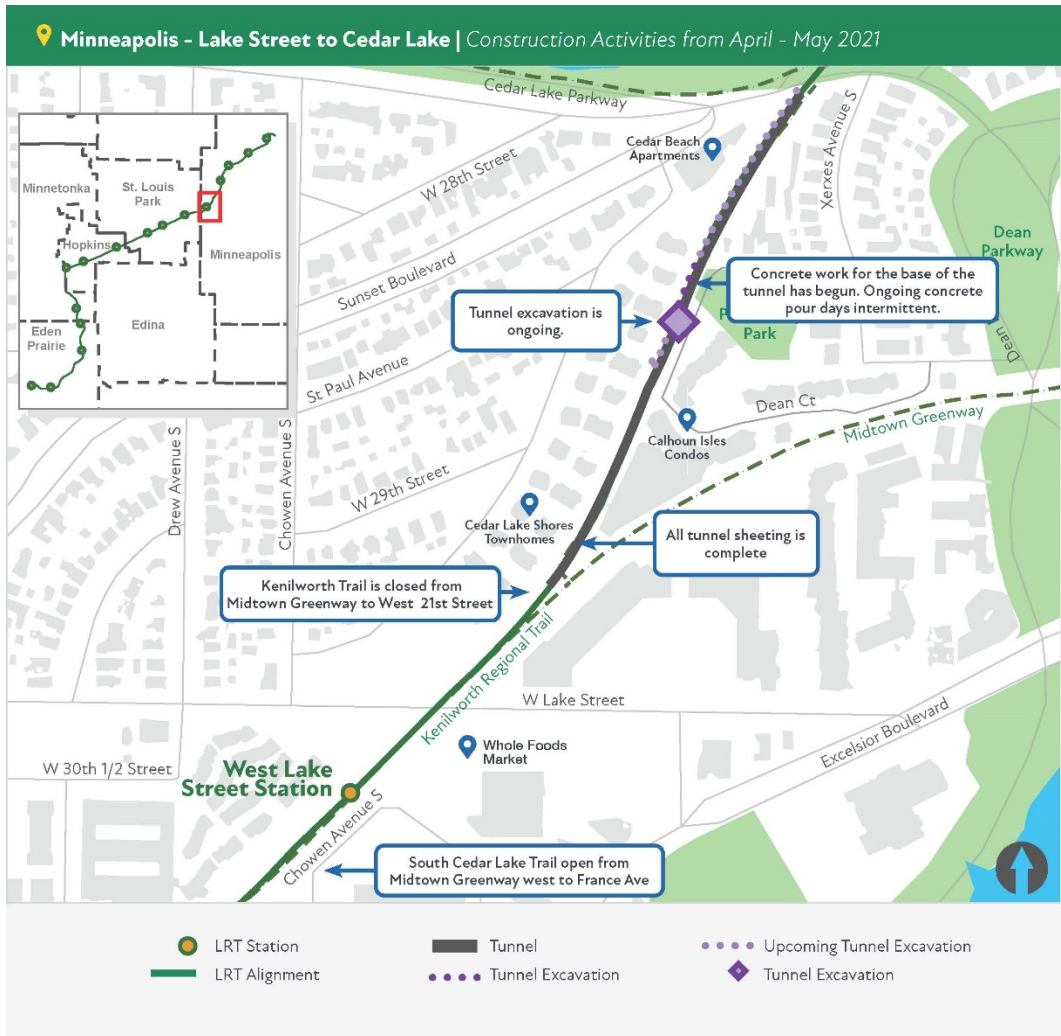 Minneapolis - Lake Street to Cedar Lake | Construction Activities from April - May 2021
Cedar Lake Parkway
Cedar Beach
Apartments
Xerxes Avenue S
W 28th Street
Minnetonka
St. Louis
Park
Hopkins
Minneapolis
Edina
Eden
Prairie
Sunset Boulevard
Dean
Parkway
Dean
Concrete work for the base of the
tunnel has begun. Ongoing concrete
pour days intermittent.
Park
Tunnel excavation is
ongoing.
St Paul Avenue
Dean Ct
Midtown Greenway
Calhoun Isles
Condos
Drew Avenue S
Chowen Avenue S
W 29th Street
Cedar Lake Shores
Townhomes
All tunnel sheeting is
complete
Kenilworth Trail is closed from
Midtown Greenway to West 21st Street
Kenilworth Regional Trail
W Lake Street
Excelsior Boulevard
Whole Foods
Market
W 30th 1/2 Street
West Lake
Street Station
Chowen Avenue S
South Cedar Lake Trail open from
Midtown Greenway west to France Ave
LRT Station
Tunnel
Upcoming Tunnel Excavation
LRT Alignment
Tunnel Excavation
Tunnel Excavation